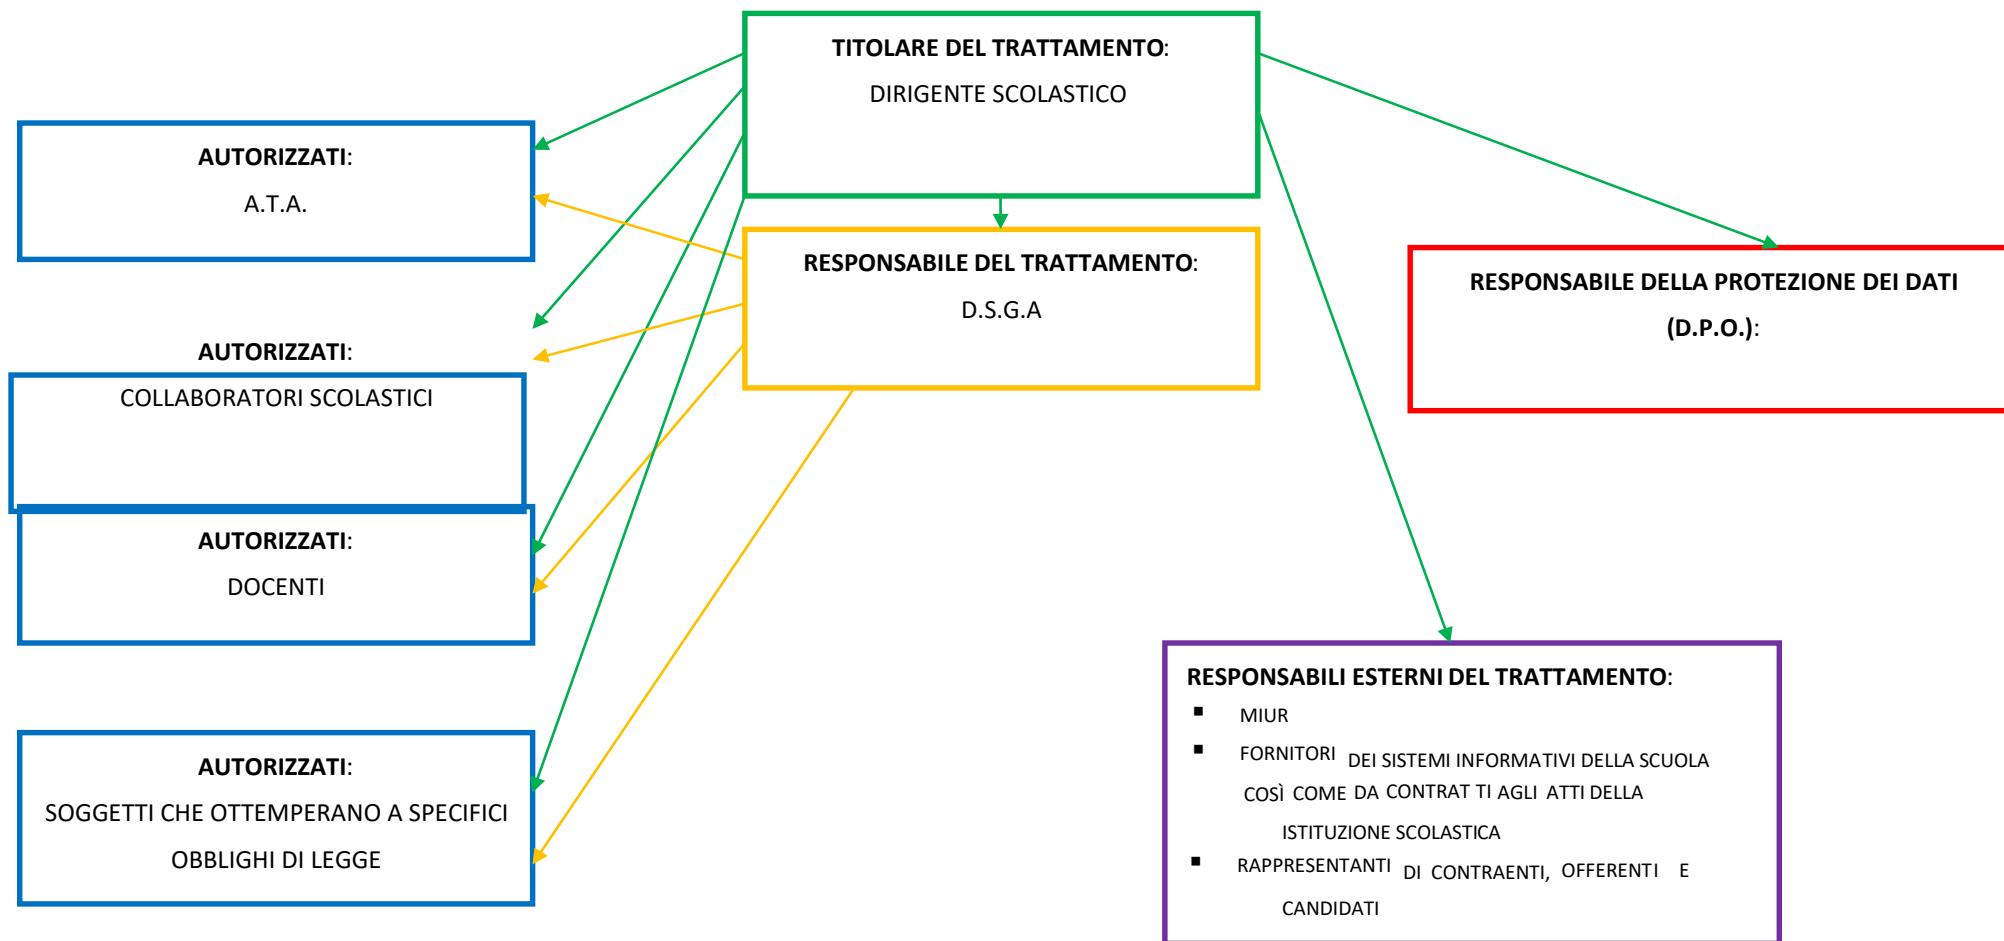 TITOLARE DEL TRATTAMENTO:
DIRIGENTE SCOLASTICO
AUTORIZZATI:
A.T.A.
RESPONSABILE DEL TRATTAMENTO:
D.S.G.A
RESPONSABILE DELLA PROTEZIONE DEI DATI
(D.P.O.):
AUTORIZZATI:
COLLABORATORI SCOLASTICI
AUTORIZZATI:
DOCENTI
AUTORIZZATI:
SOGGETTI CHE OTTEMPERANO A SPECIFICI
OBBLIGHI DI LEGGE
RESPONSABILI ESTERNI DEL TRATTAMENTO:
▪ MIUR
▪ FORNITORI DEI SISTEMI INFORMATIVI DELLA SCUOLA
COSÌ COME DA CONTRAT TI AGLI ATTI DELLA
ISTITUZIONE SCOLASTICA
▪ RAPPRESENTANTI DI CONTRAENTI, OFFERENTI E
CANDIDATI